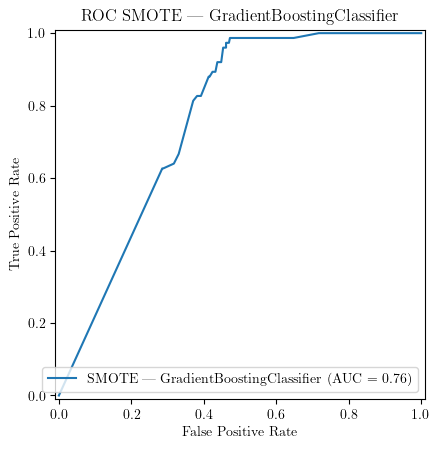 ROC SMOTE — GradientBoostingClassifier
1.0
0.8
0.6
0.4
0.2
0.0
True Positive Rate
SMOTE — GradientBoostingClassifier (AUC = 0.76)
0.0 0.2 0.4 0.6 0.8 1.0
False Positive Rate